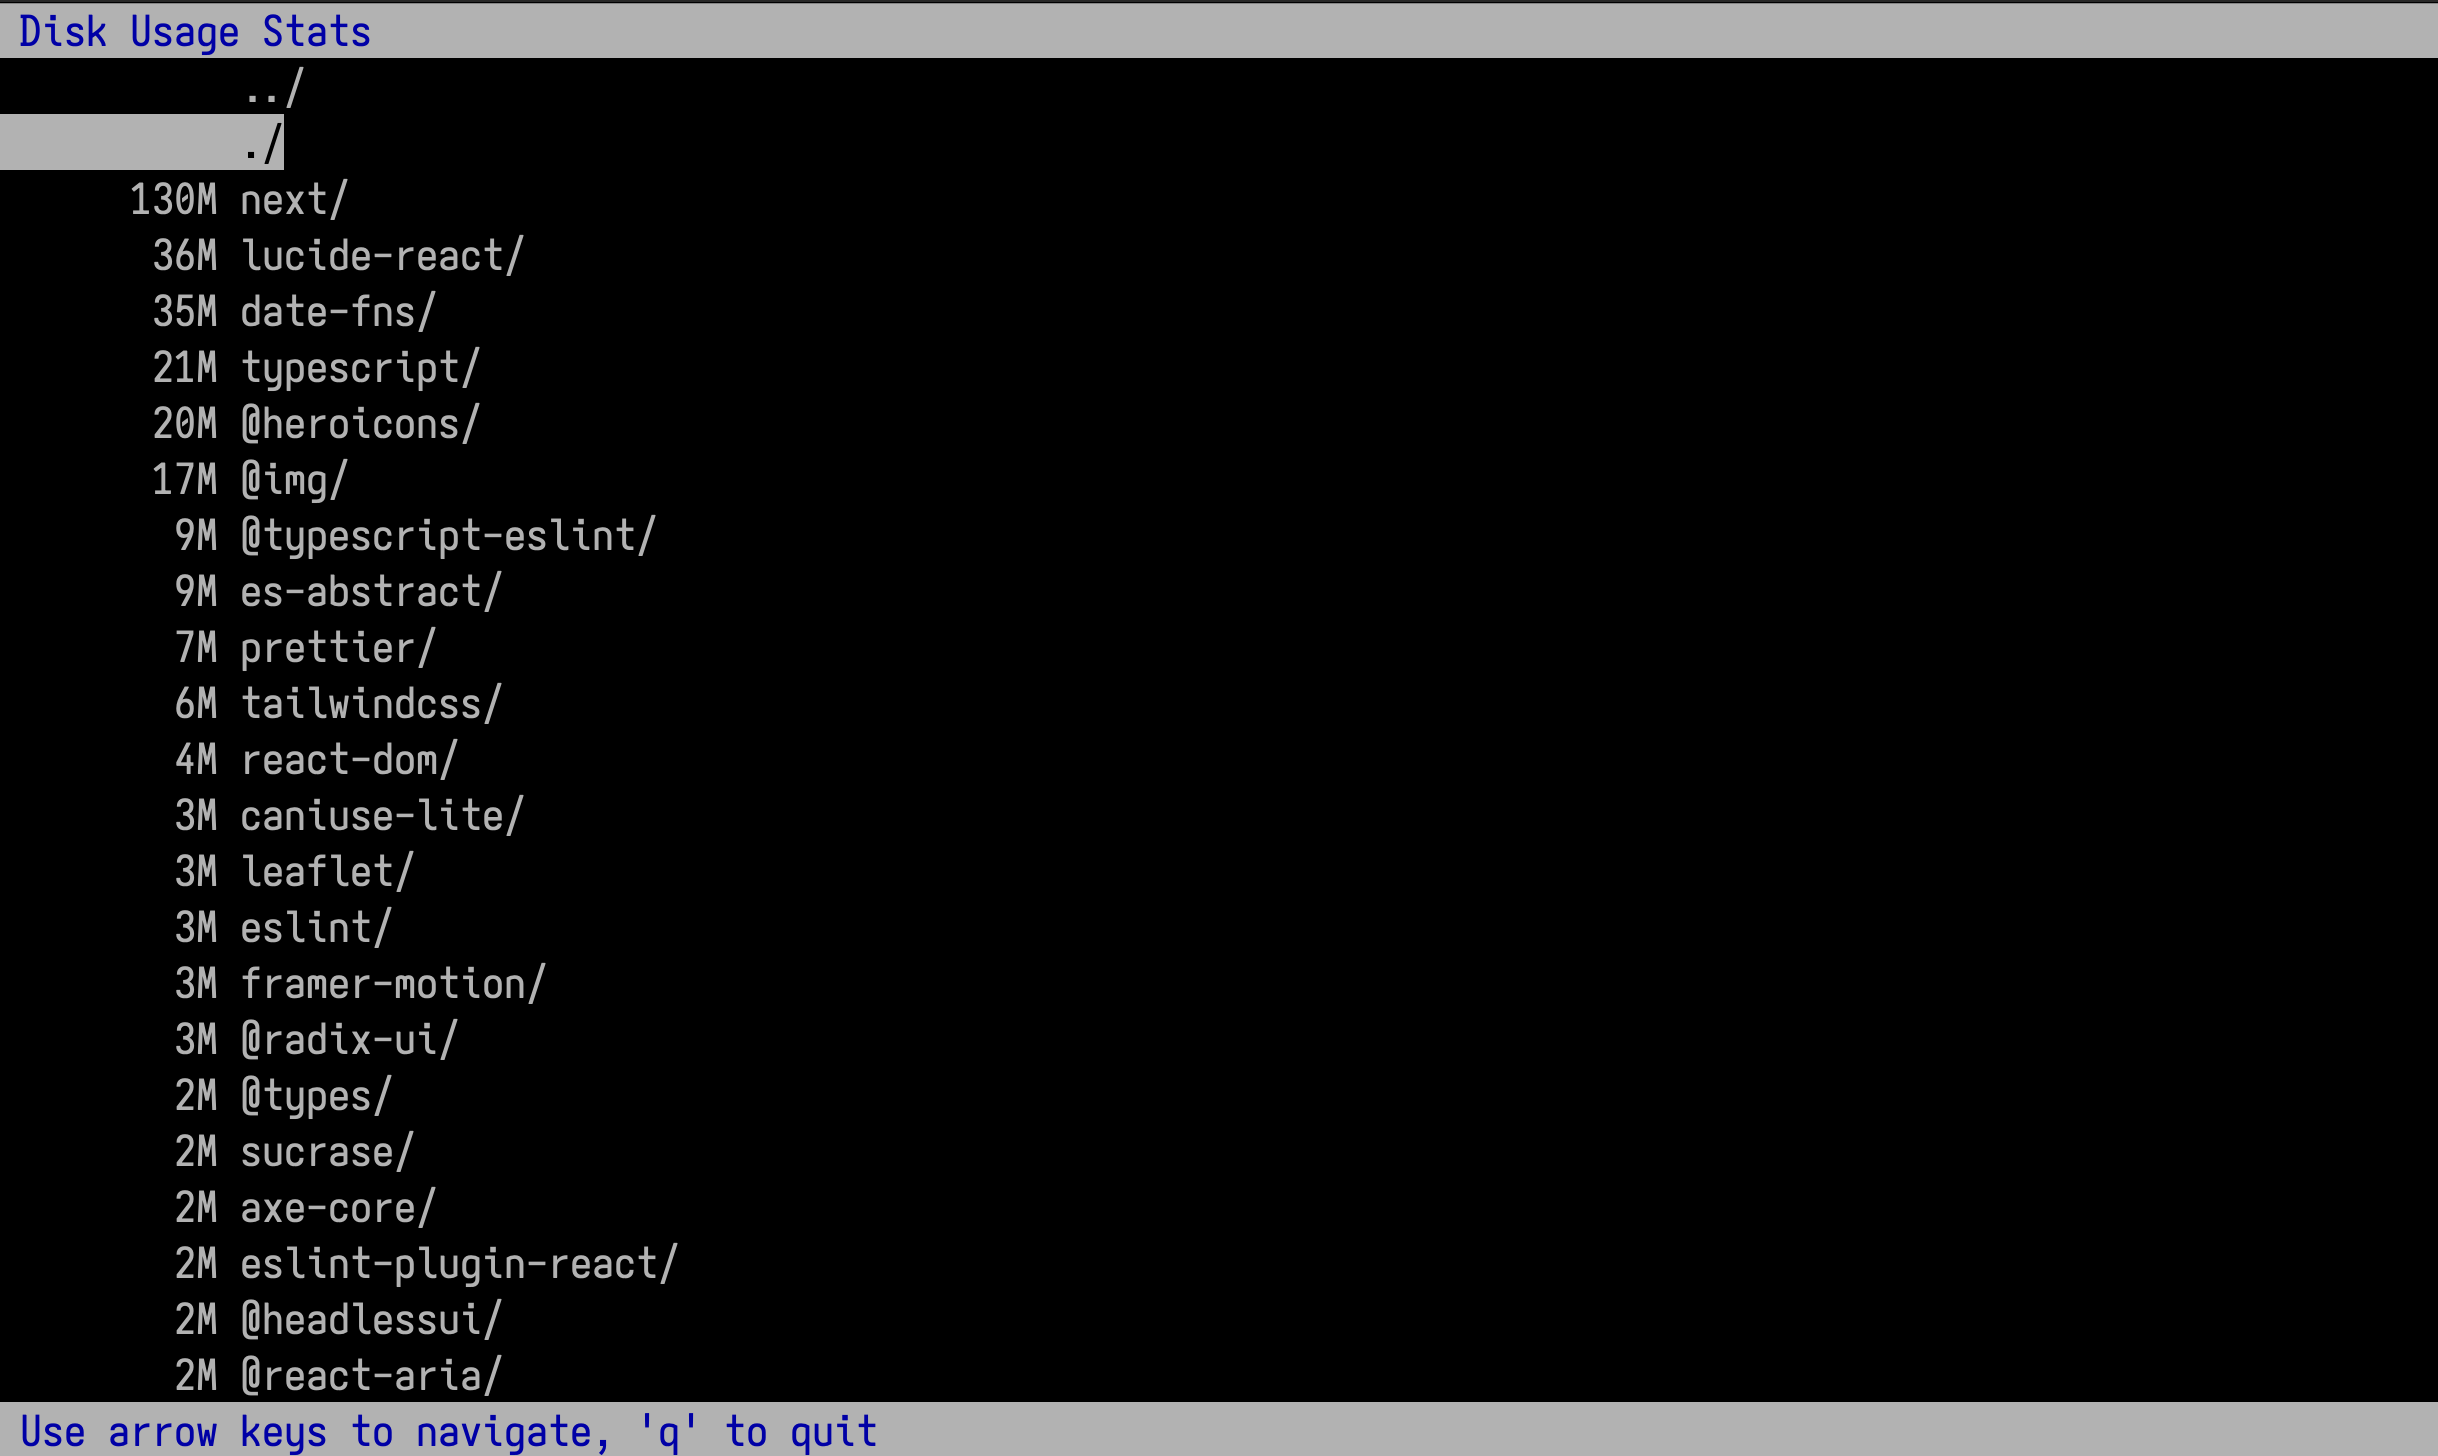 Disk Usage Stats
../
./
130M next/
36M lucide-react/
35M date-fns/
21M typescript/
20M @heroicons/
17M @img/
9M @typescript-eslint/
9M es-abstract/
7M prettier/
6M tailwindcss/
4M react-dom/
3M caniuse-lite/
3M leaflet/
3M eslint/
3M framer-motion/
3M @radix-ui/
2M @types/
2M sucrase/
2M axe-core/
2M eslint-plugin-react/
2M @headlessui/
2M @react-aria/
Use arrow keys to navigate, 'q' to quit